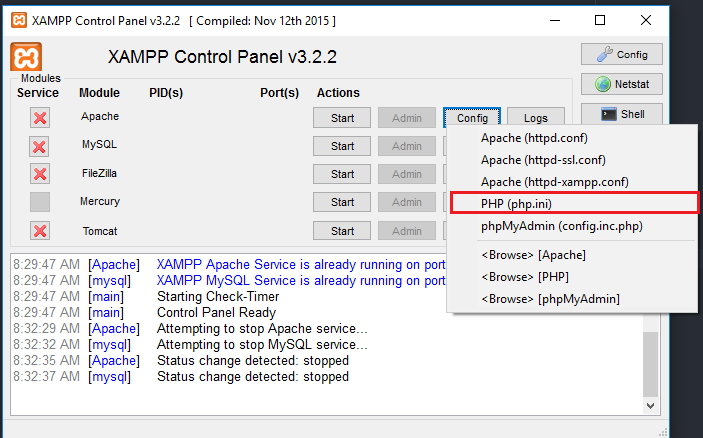 XAMPP Control Panel v3.2.2 [ Compiled: Nov 12th 2015 ]
XAMPP Control Panel v3.2.2
Config
Modules
Service Module PID(s) Port(s) Actions
Netstat
Apache Start Admin Config Logs
Shell
MySQL Start Admin
FileZilla Start Admin
Mercury Start Admin
Tomcat Start Admin
Apache (httpd.conf)
Apache (httpd-ssl.conf)
Apache (httpd-xampp.conf)
PHP (php.ini)
phpMyAdmin (config.inc.php)
<Browse> [Apache]
<Browse> [PHP]
<Browse> [phpMyAdmin]
8:29:47 AM [Apache] XAMPP Apache Service is already running on port
8:29:47 AM [mysql] XAMPP MySQL Service is already running on port
8:29:47 AM [main] Starting Check-Timer
8:29:47 AM [main] Control Panel Ready
8:32:29 AM [Apache] Attempting to stop Apache service...
8:32:32 AM [mysql] Attempting to stop MySQL service...
8:32:35 AM [Apache] Status change detected: stopped
8:32:37 AM [mysql] Status change detected: stopped